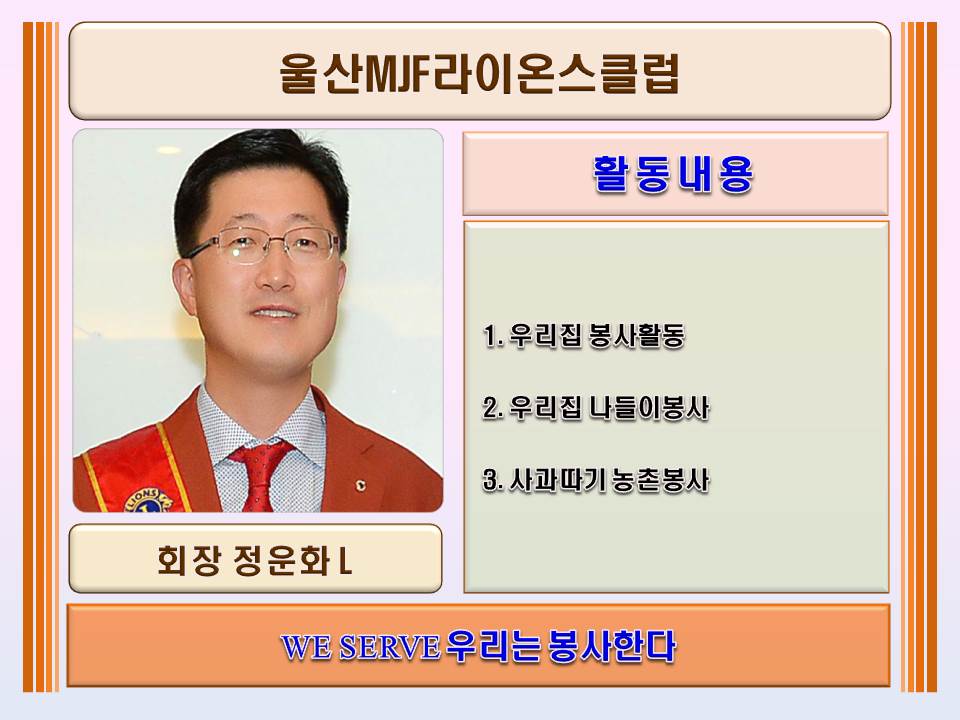 울산MJF라이온스클럽
활동내용
1. 우리집 봉사활동
2. 우리집 나들이봉사
3. 사과따기 농촌봉사
LIONS
회장 정운화 L
WE SERVE 우리는 봉사한다